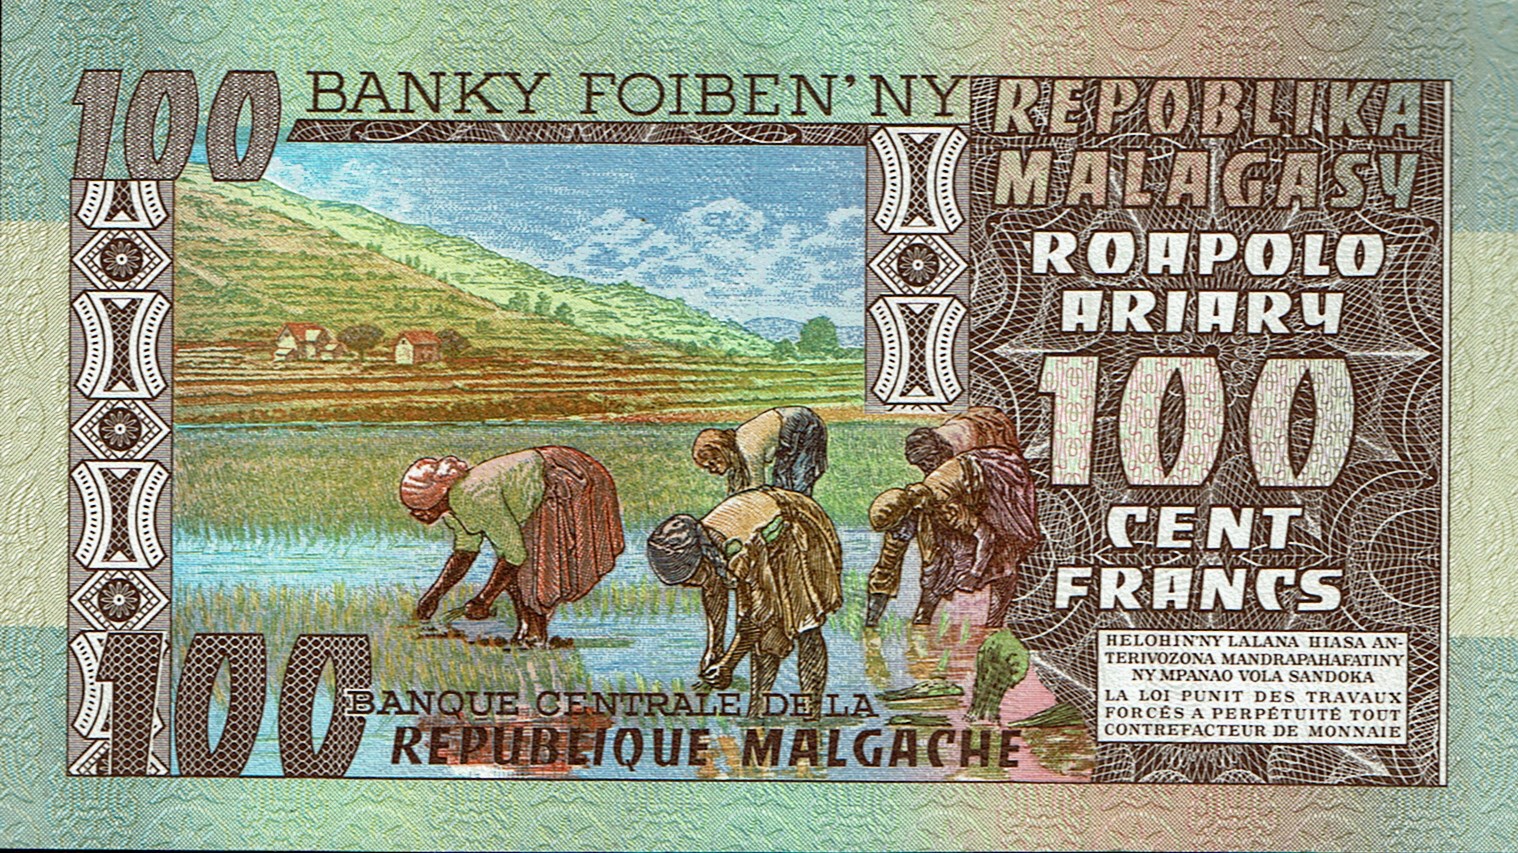 100 BANKY FOIBEN'NY
REPOBLIKA
MALAGASY
ROAPOLO
ARIARY
100
CENT
FRANCS
HELOHIN'NY LALANA HIASA AN-
TERIVOZONA MANDRAPAHAFATINY
NY MPANAO VOLA SANDOKA
LA LOI PUNIT DES TRAVAUX
FORCÉS A PERPÉTUITÉ TOUT
CONTREFACTEUR DE MONNAIE
100
BANQUE CENTRALE DE LA
REPUBLIQUE MALGACHE